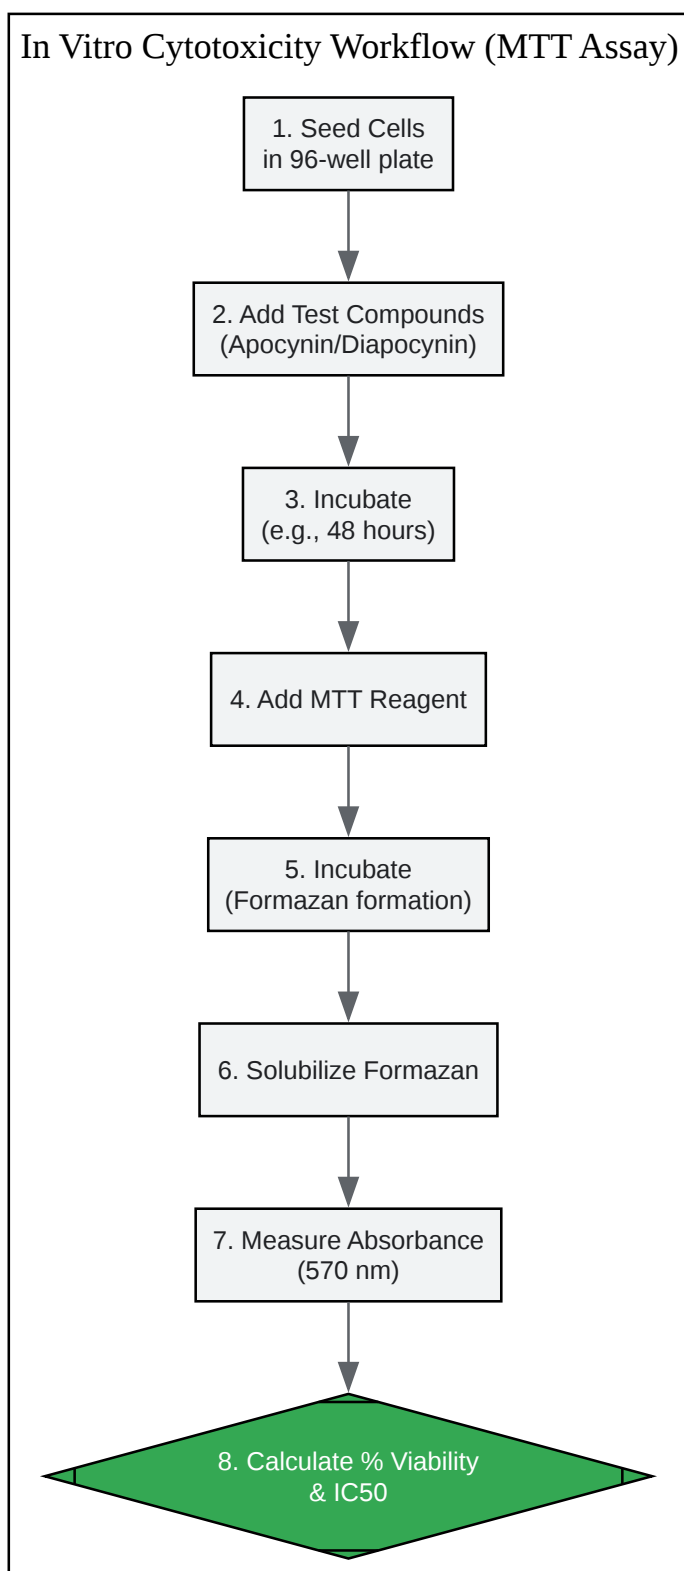 In Vitro Cytotoxicity Workflow (MTT Assay)
1. Seed Cells
in 96-well plate
2. Add Test Compounds
(Apocynin/Diapocynin)
3. Incubate
(e.g., 48 hours)
4. Add MTT Reagent
5. Incubate
(Formazan formation)
6. Solubilize Formazan
7. Measure Absorbance
(570 nm)
8. Calculate % Viability
& IC50